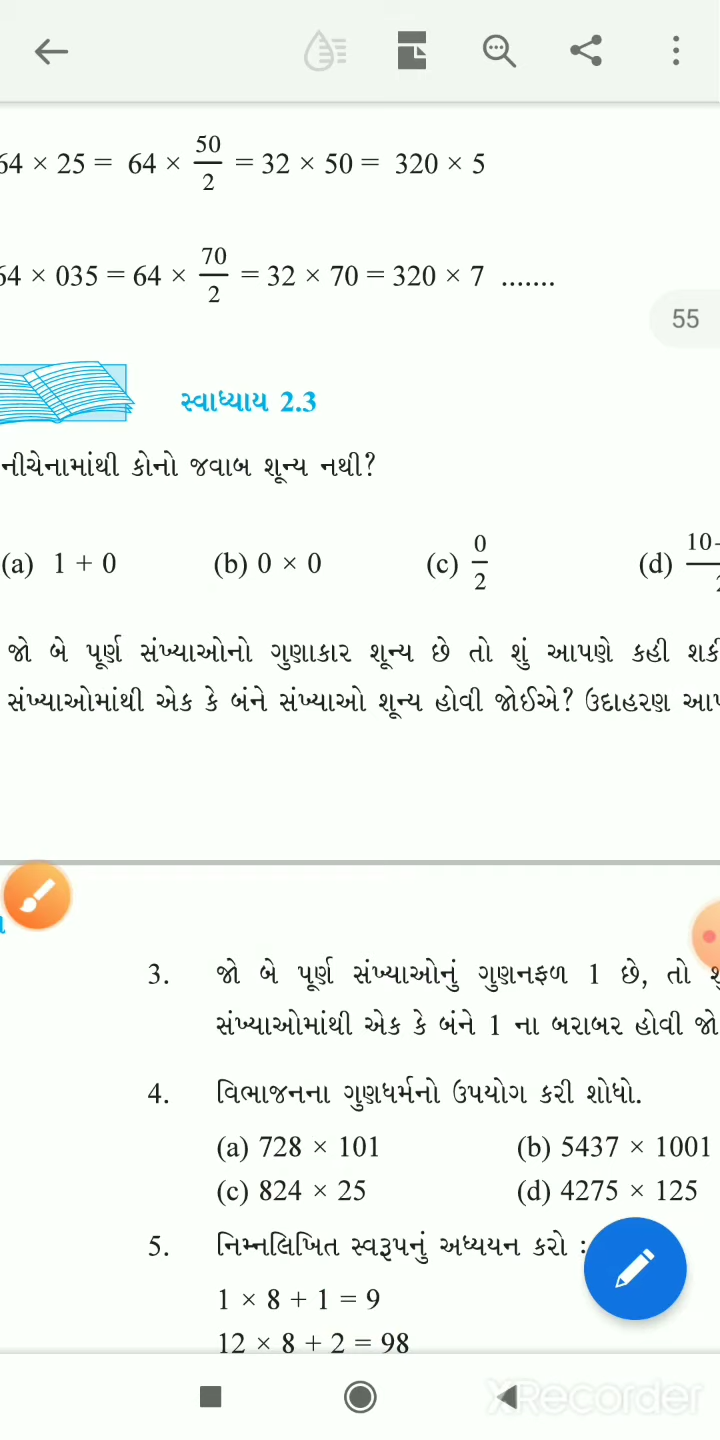 64 × 25 = 64 × 50/2 = 32 × 50 = 320 × 5
64 × 035 = 64 × 70/2 = 32 × 70 = 320 × 7 .......
55
સ્વાધ્યાય 2.3
નીચેનામાંથી કોનો જવાબ શૂન્ય નથી?
(a) 1 + 0 (b) 0 × 0 (c) 0/2 (d) 10-
જો બે પૂર્ણ સંખ્યાઓનો ગુણાકાર શૂન્ય છે તો શું આપણે કહી
સંખ્યાઓમાંથી એક કે બંને સંખ્યાઓ શૂન્ય હોવી જોઈએ? ઉદાહરણ
3. જો બે પૂર્ણ સંખ્યાઓનું ગુણનફળ 1 છે, તો
સંખ્યાઓમાંથી એક કે બંને 1 ના બરાબર હોવી
4. વિભાજનના ગુણધર્મનો ઉપયોગ કરી શોધો.
(a) 728 × 101 (b) 5437 × 1001
(c) 824 × 25 (d) 4275 × 125
5. નિમ્નલિખિત સ્વરૂપનું અધ્યયન કરો :
1 × 8 + 1 = 9
12 × 8 + 2 = 98
XRecorder